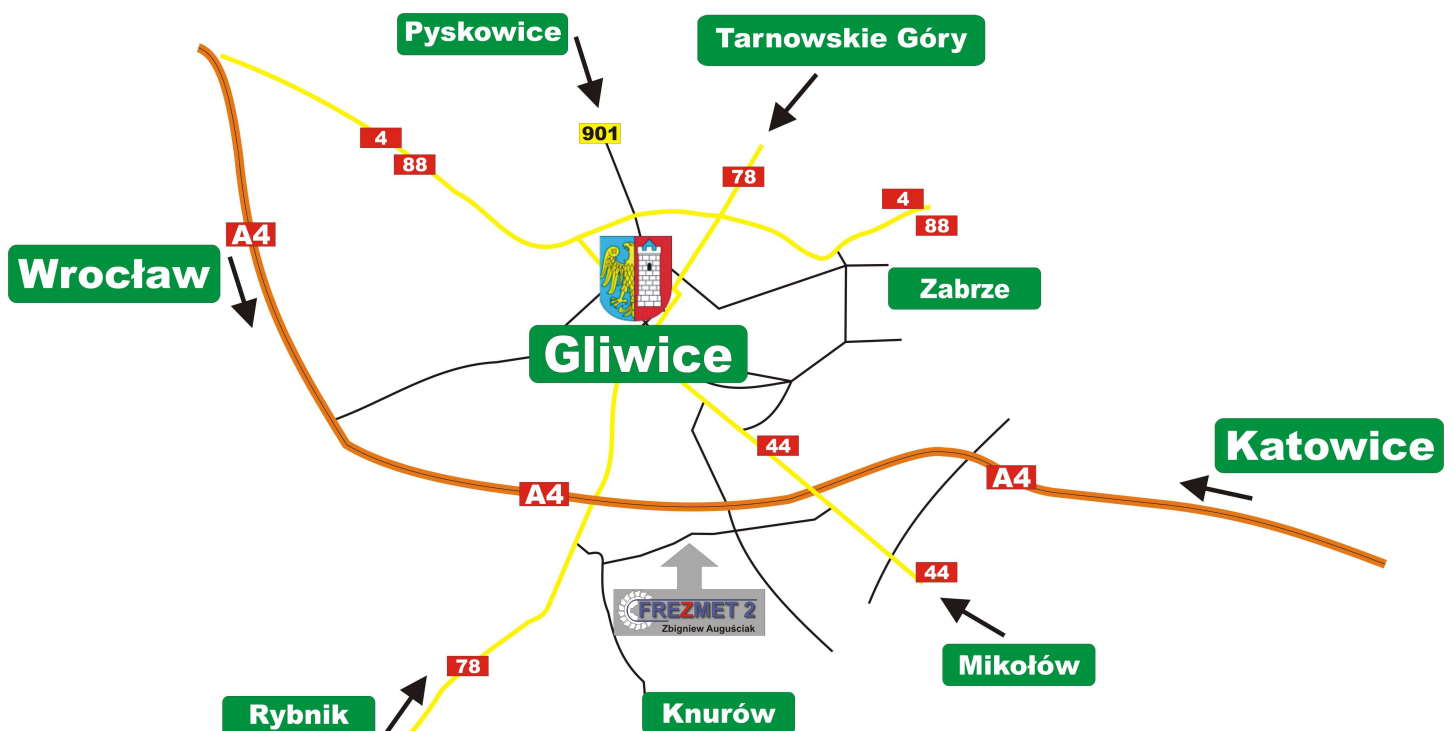 Pyskowice
Tarnowskie Góry
901
4
88
78
4
88
A4
Wrocław
Zabrze
Gliwice
44
Katowice
A4
A4
44
FREZMET 2
Zbigniew Auguściak
Mikołów
78
Rybnik
Knurów